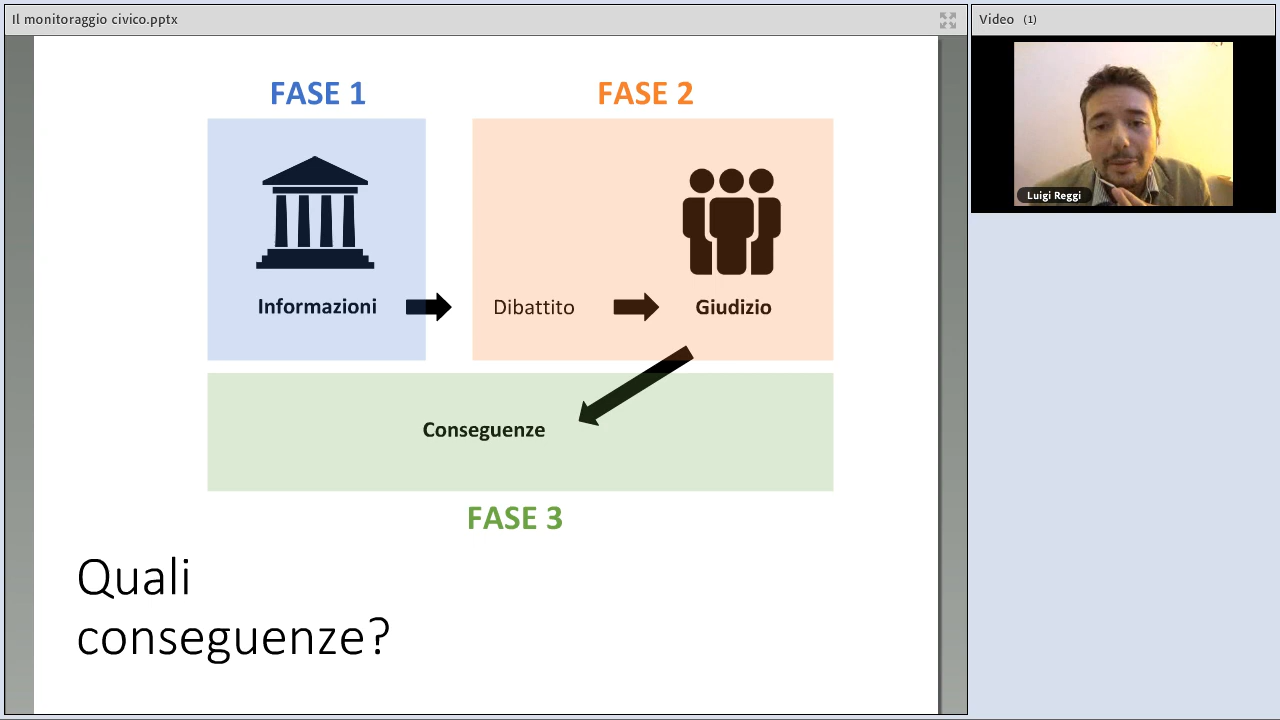 Il monitoraggio civico.pptx
Video (1)
Luigi Reggi
FASE 1
FASE 2
Informazioni
Dibattito
Giudizio
Conseguenze
FASE 3
Quali
conseguenze?